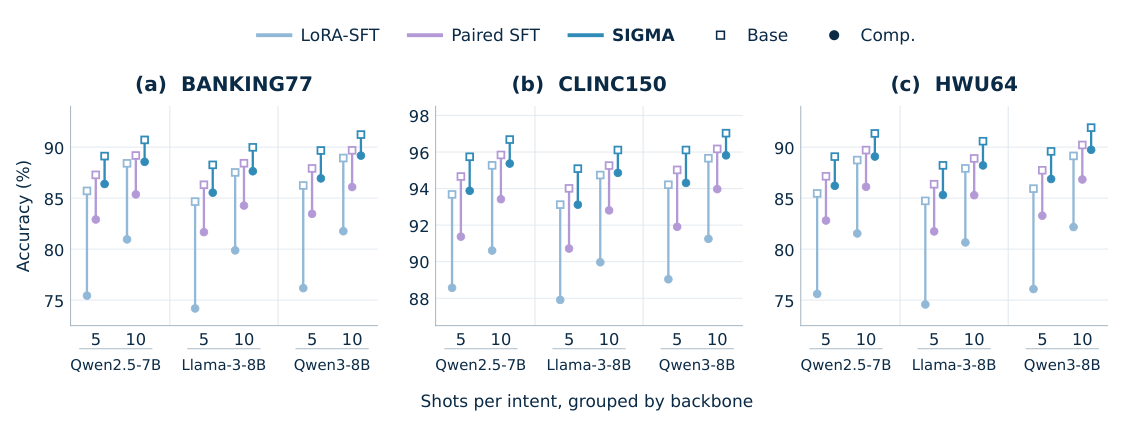 LoRA-SFT Paired SFT SIGMA Base Comp.
(a) BANKING77 (b) CLINC150 (c) HWU64
Accuracy (%)
90
85
80
75
98
96
94
92
90
88
90
85
80
75
5 10 5 10 5 10 5 10 5 10 5 10 5 10 5 10 5 10
Qwen2.5-7B Llama-3-8B Qwen3-8B Qwen2.5-7B Llama-3-8B Qwen3-8B Qwen2.5-7B Llama-3-8B Qwen3-8B
Shots per intent, grouped by backbone